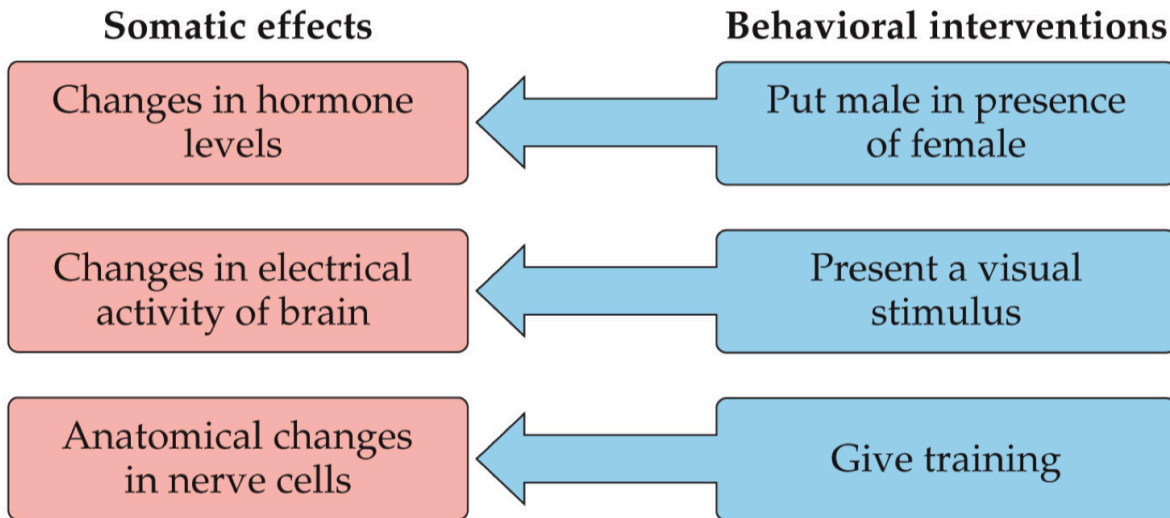 Somatic effects
Behavioral interventions
Changes in hormone
levels
Put male in presence
of female
Changes in electrical
activity of brain
Present a visual
stimulus
Anatomical changes
in nerve cells
Give training